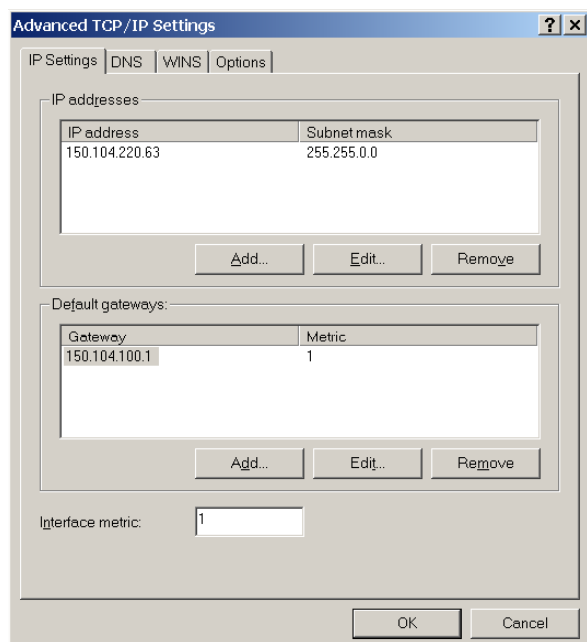 Advanced TCP/IP Settings
IP Settings DNS WINS Options
IP addresses
IP address Subnet mask
150.104.220.63 255.255.0.0
Add... Edit... Remove
Default gateways:
Gateway Metric
150.104.100.1 1
Add... Edit... Remove
Interface metric: 1
OK Cancel